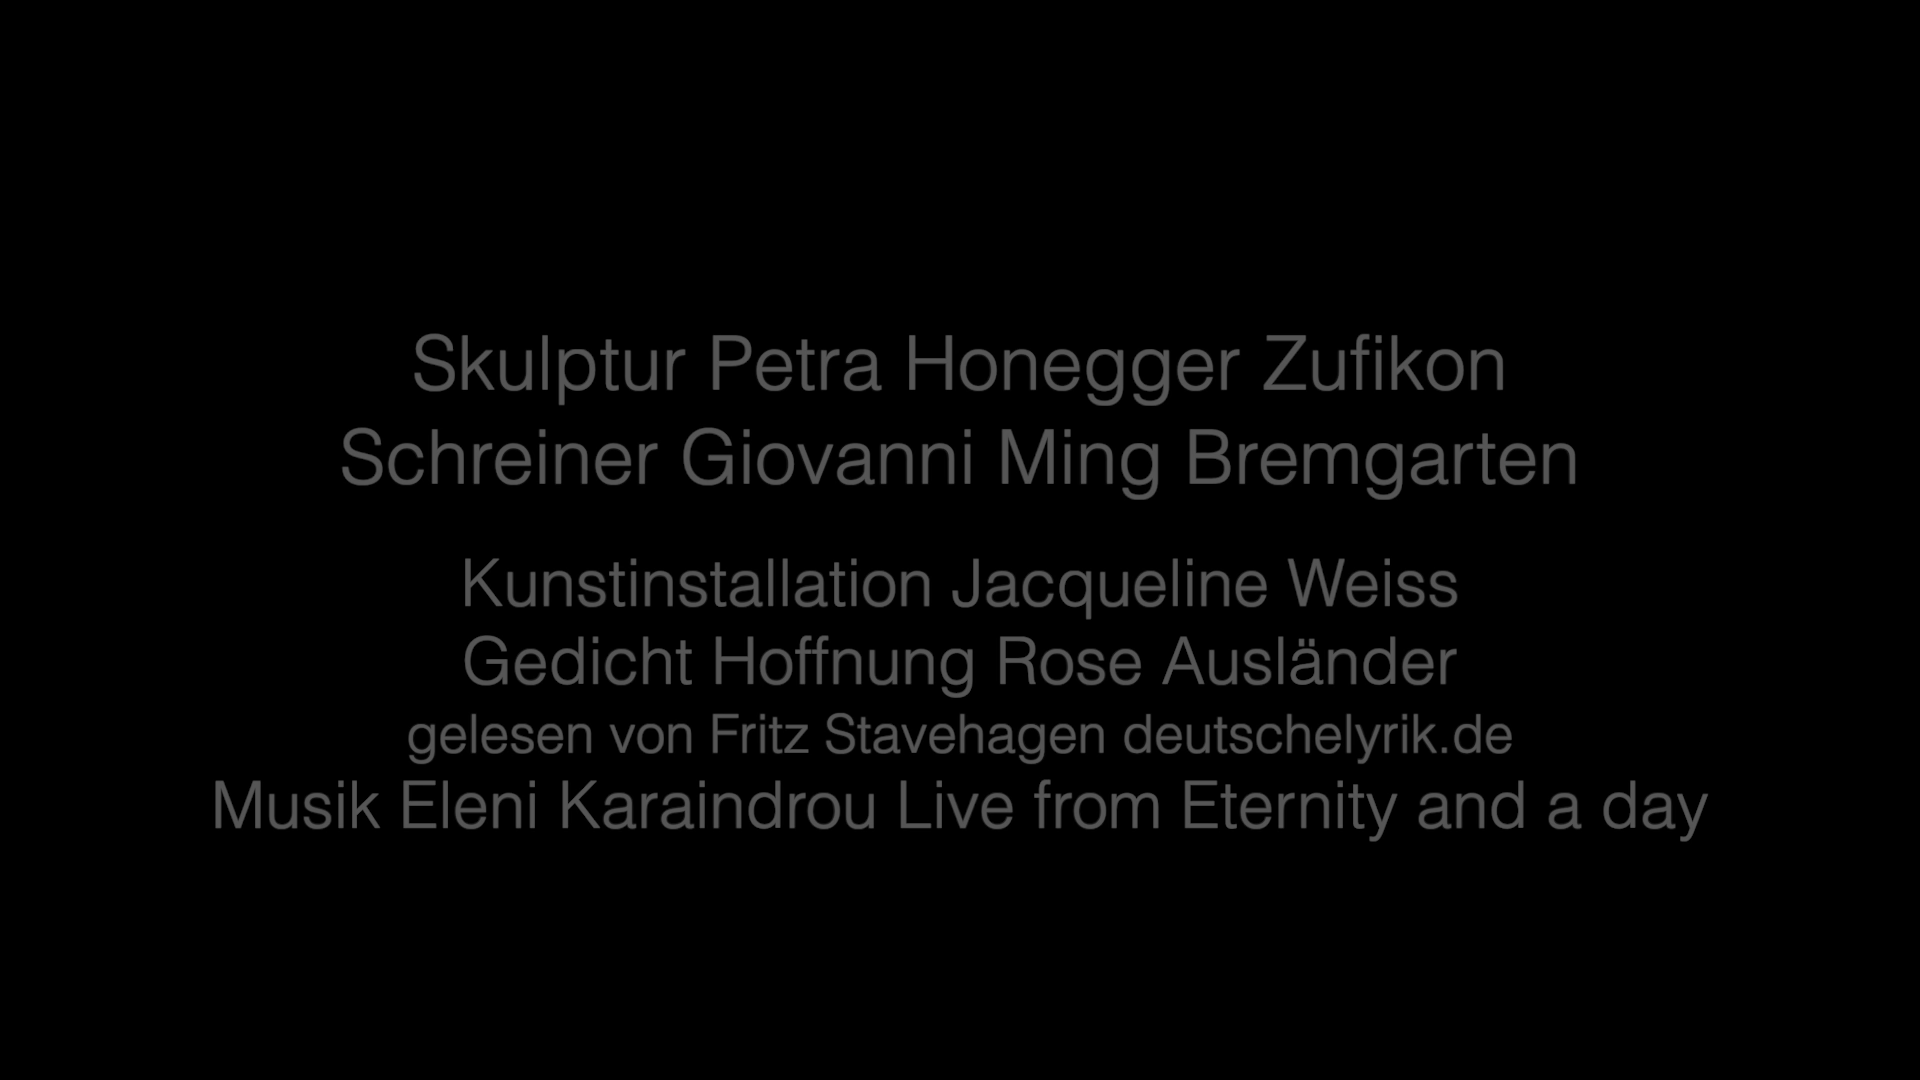 Skulptur Petra Honegger Zufikon
Schreiner Giovanni Ming Bremgarten
Kunstinstallation Jacqueline Weiss
Gedicht Hoffnung Rose Ausländer
gelesen von Fritz Stavehagen deutschelyrik.de
Musik Eleni Karaindrou Live from Eternity and a day